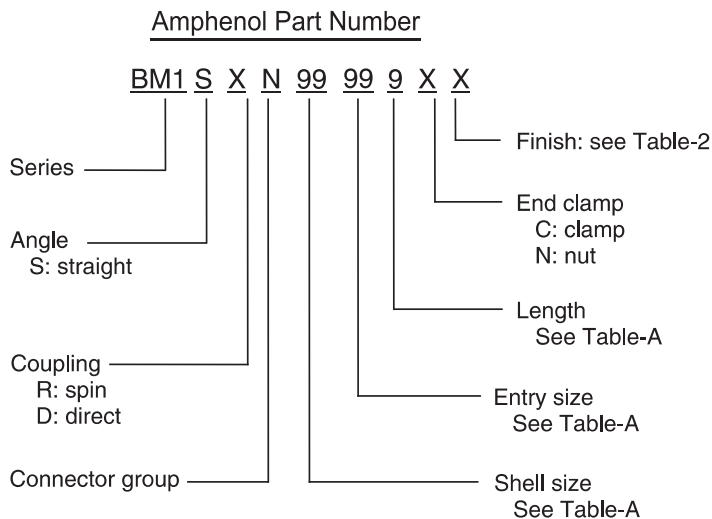 Amphenol Part Number
BM1 S X N 99 99 9 X X
Series
Angle
S: straight
Coupling
R: spin
D: direct
Connector group
Finish: see Table-2
End clamp
C: clamp
N: nut
Length
See Table-A
Entry size
See Table-A
Shell size
See Table-A